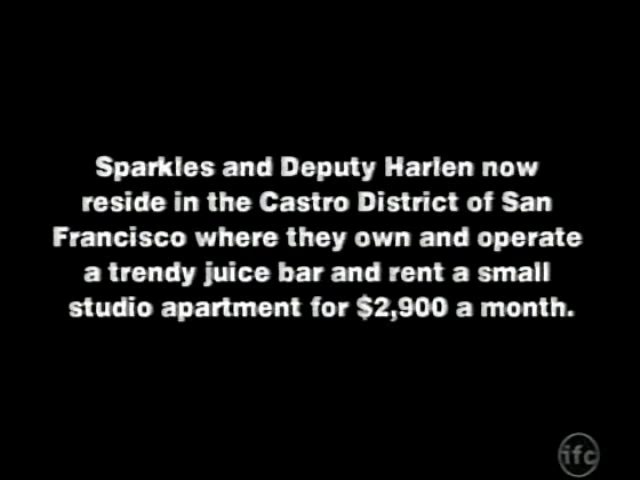 Sparkles and Deputy Harlen now
reside in the Castro District of San
Francisco where they own and operate
a trendy juice bar and rent a small
studio apartment for $2,900 a month.
ifc